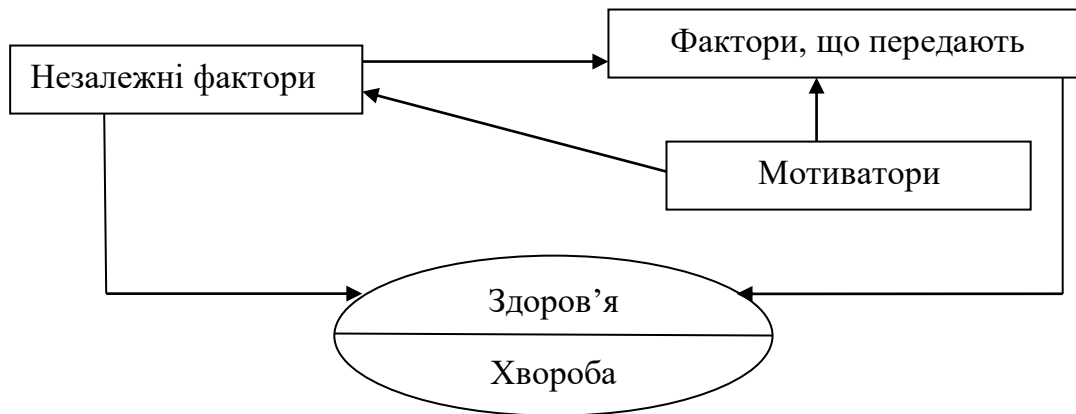 Фактори, що передають
Незалежні фактори
Мотиватори
Здоров’я
Хвороба